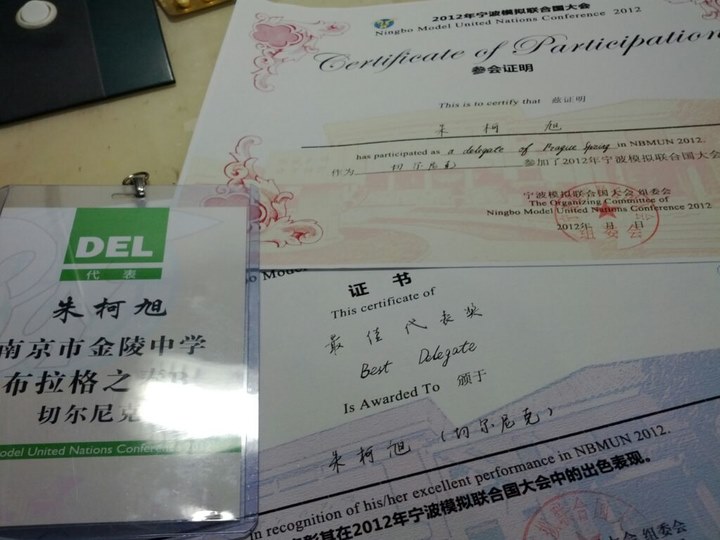 2012年宁波模拟联合国大会
Ningbo Model United Nations Conference 2012
Certificate of Participation
参会证明
This is to certify that 兹证明
朱 柯 旭
has participated as a delegate of Prague Spring in NBMUN 2012.
作为 切尔尼克 参加了2012年宁波模拟联合国大会
宁波模拟联合国大会 组委会
The Organizing Committee of
Ningbo Model United Nations Conference 2012
2012年 月 日
组委会
DEL
代 表
朱柯旭
南京市金陵中学
布拉格之
切尔尼克
Model United Nations Conference
证 书
This certificate of
最佳代表奖
Best Delegate
Is Awarded To 颁于
朱柯旭（切尔尼克）
in recognition of his/her excellent performance in NBMUN 2012.
彰其在2012年宁波模拟联合国大会中的出色表现。
大会 组委会